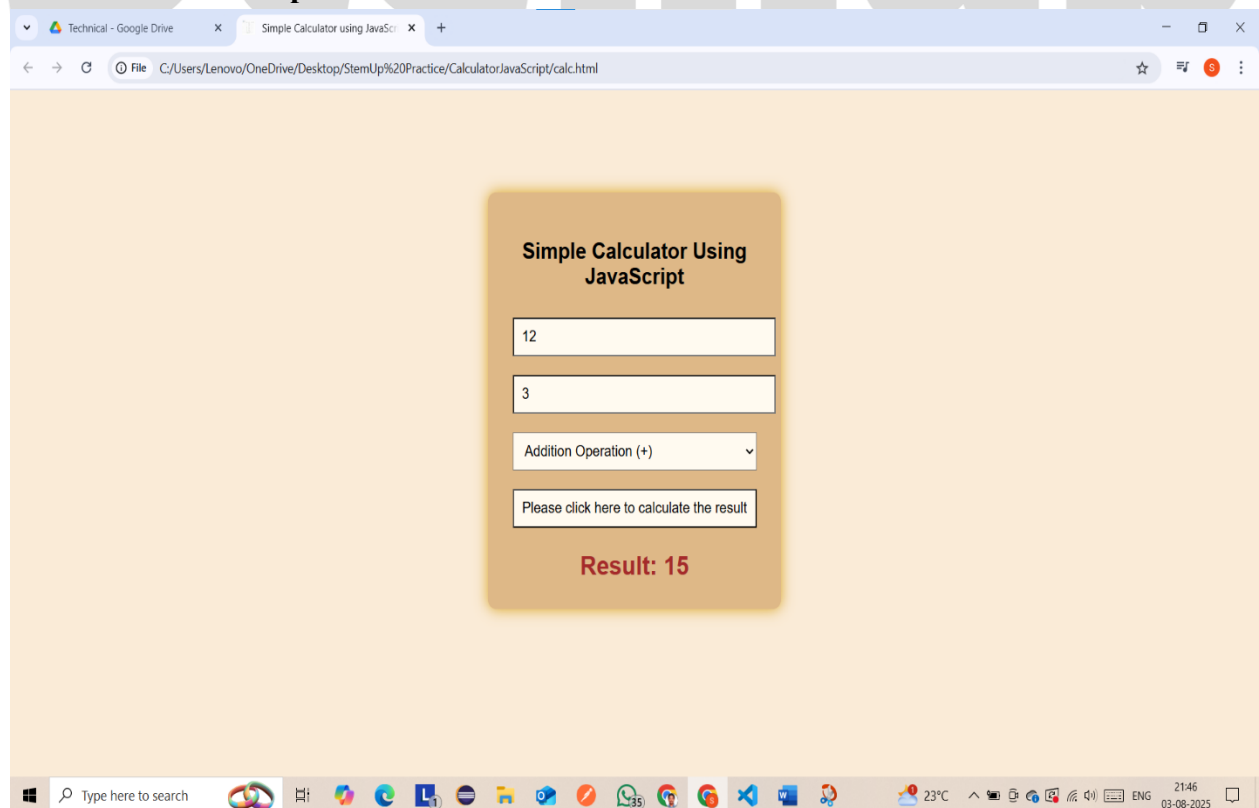 Technical - Google Drive
Simple Calculator using JavaScri
File C:/Users/Lenovo/OneDrive/Desktop/StemUp%20Practice/CalculatorJavaScript/calc.html
S
Simple Calculator Using
JavaScript
12
3
Addition Operation (+)
Please click here to calculate the result
Result: 15
Type here to search
L
35
23°C
ENG
21:46
03-08-2025